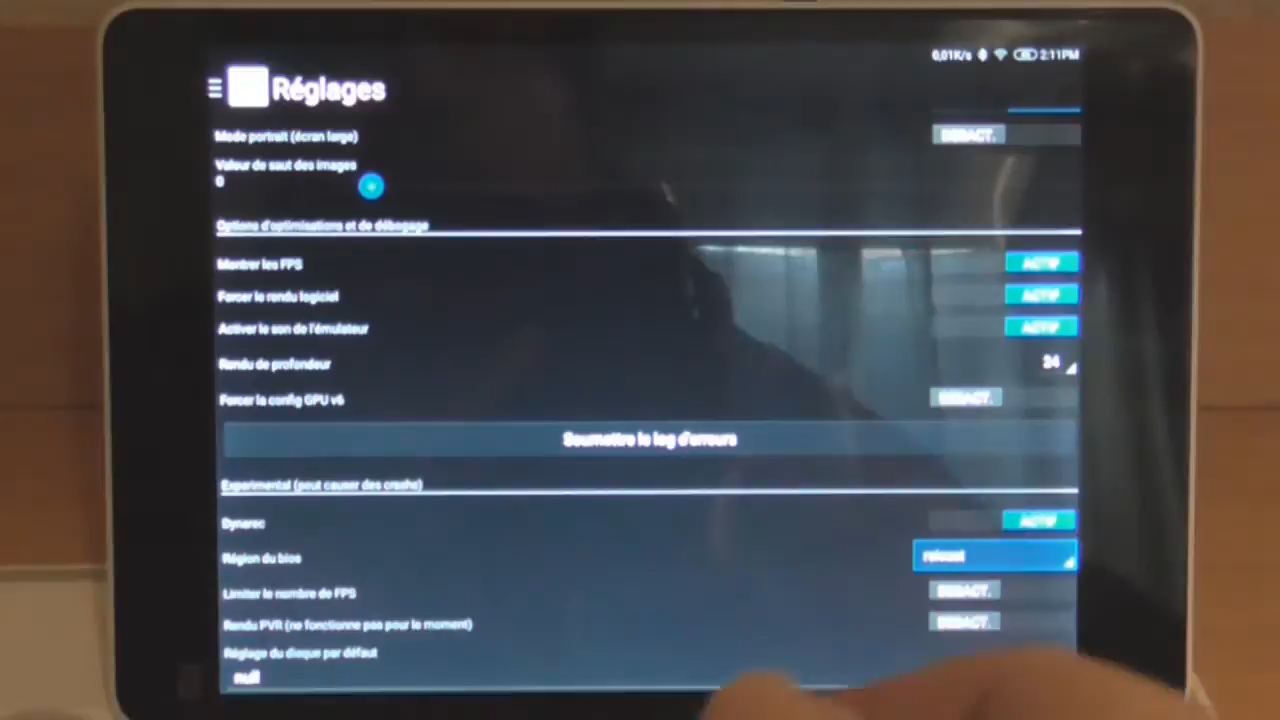 0,01K/s 2:11PM
Réglages
Mode portrait (écran large) DESACT.
Valeur de saut des images
0
Options d'optimisations et de débogage
Montrer les FPS ACTIF
Forcer le rendu logiciel ACTIF
Activer le son de l'émulateur ACTIF
Rendu de profondeur 24
Forcer la config GPU v6 DESACT.
Soumettre le log d'erreurs
Experimental (peut causer des crashs)
Dynarec ACTIF
Région du bios
Limiter le nombre de FPS DESACT.
Rendu PVR (ne fonctionne pas pour le moment) DESACT.
Réglage du disque par défaut
null